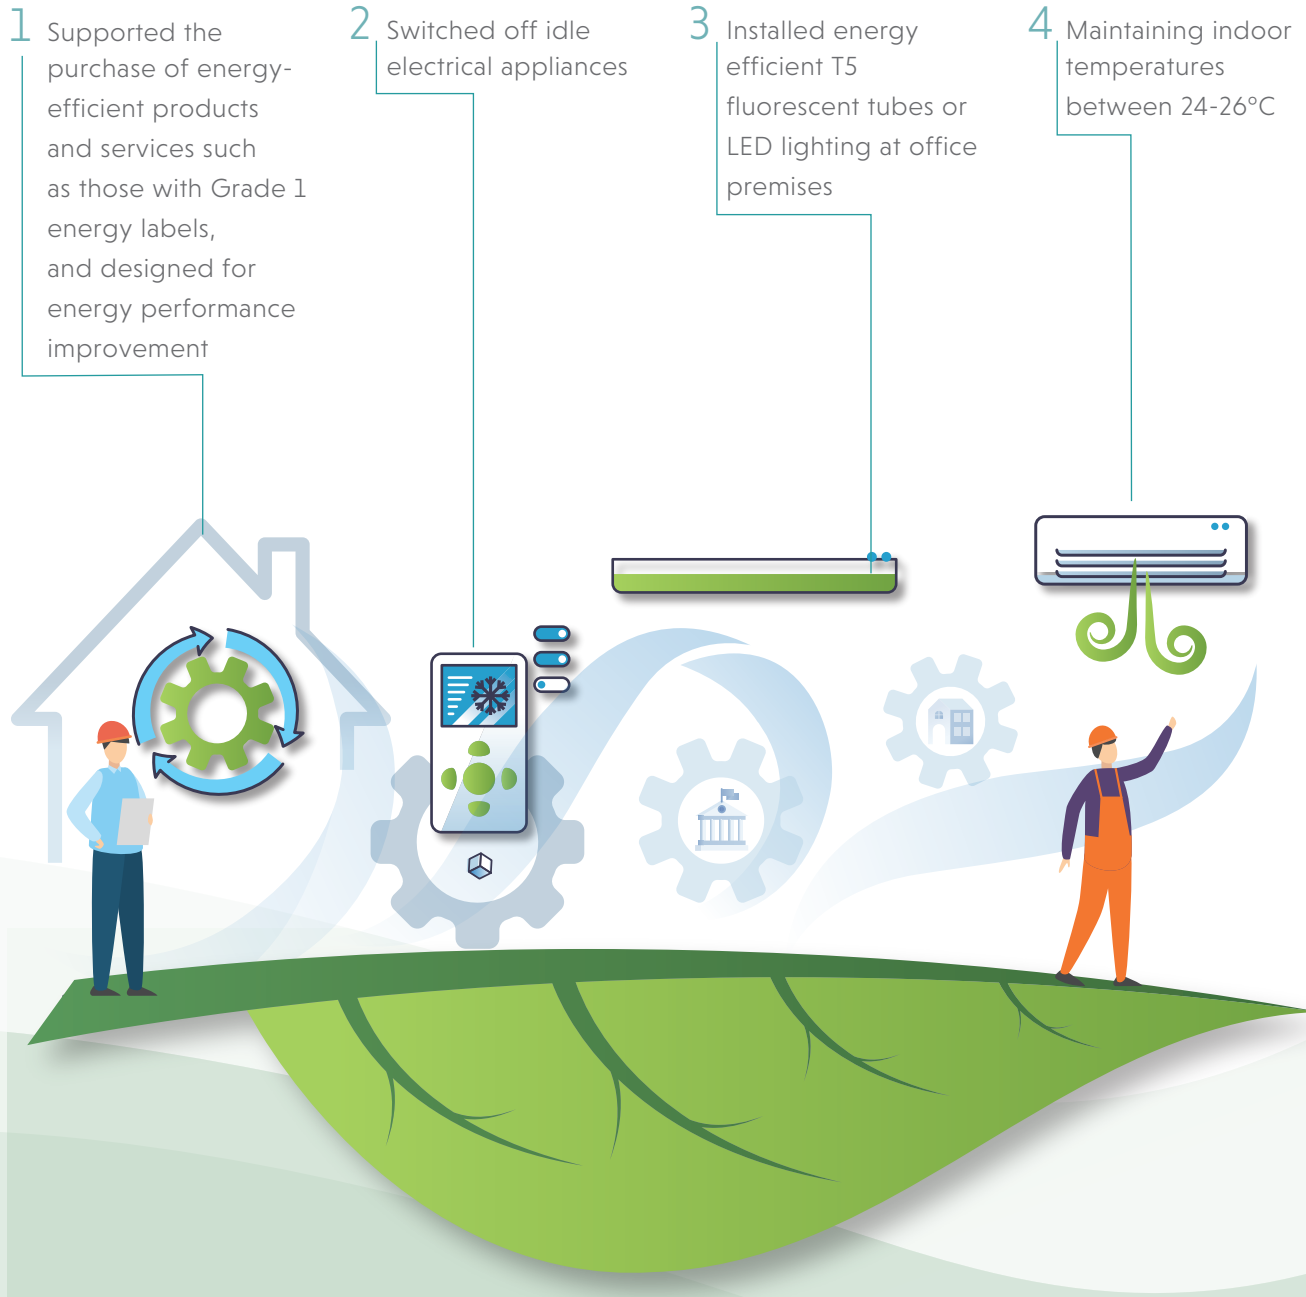 1 Supported the
purchase of energy-
efficient products
and services such
as those with Grade 1
energy labels,
and designed for
energy performance
improvement
2 Switched off idle
electrical appliances
3 Installed energy
efficient T5
fluorescent tubes or
LED lighting at office
premises
4 Maintaining indoor
temperatures
between 24-26°C